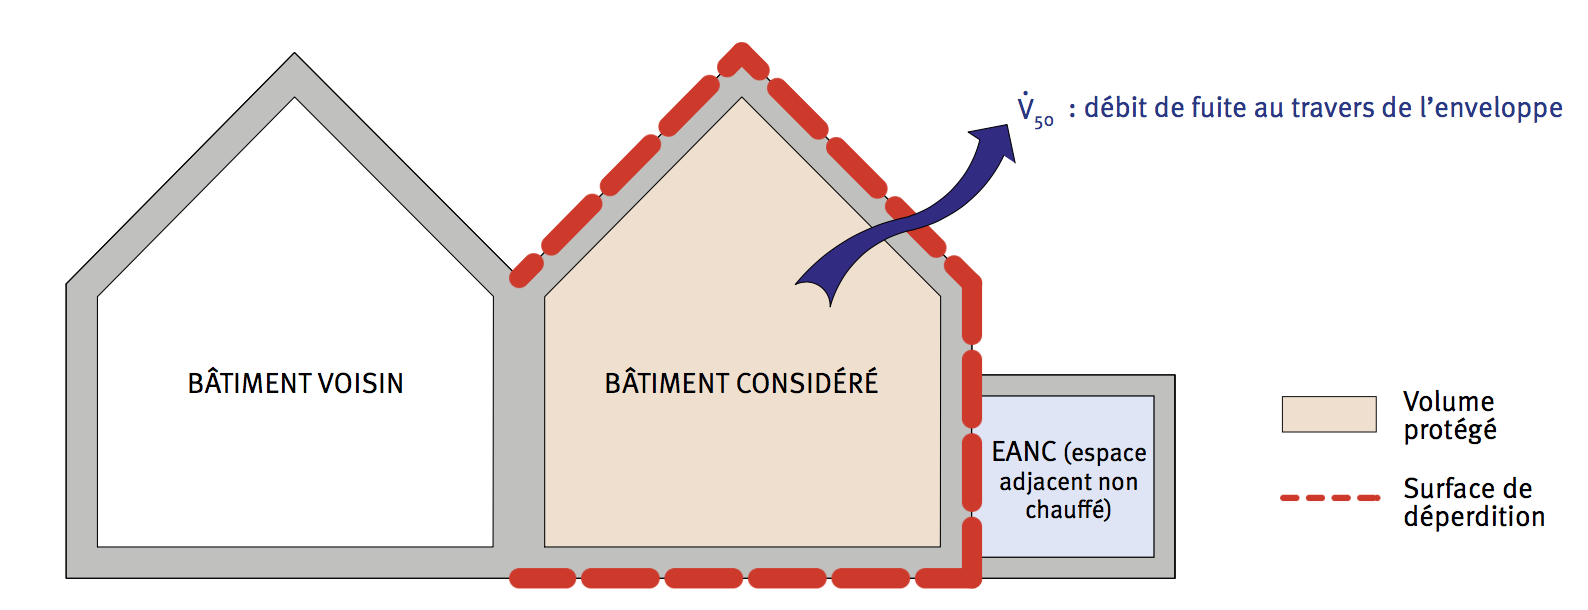 V̇50 : débit de fuite au travers de l’enveloppe
BÂTIMENT VOISIN
BÂTIMENT CONSIDÉRÉ
EANC (espace
adjacent non
chauffé)
Volume
protégé
Surface de
déperdition